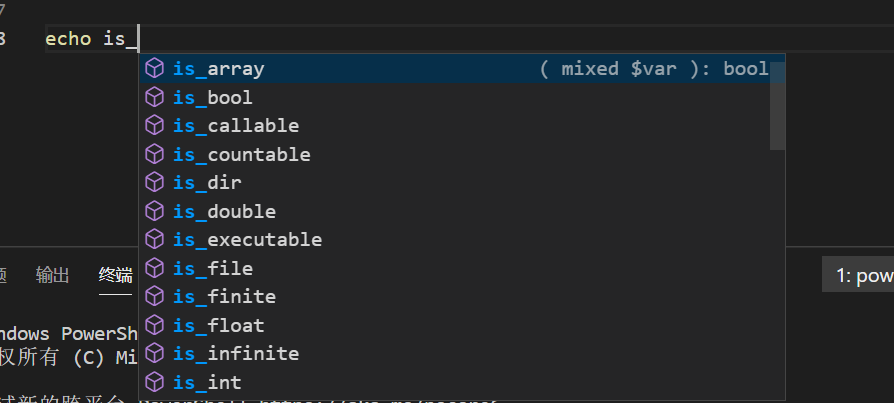 7
8 echo is_
is_array ( mixed $var ): bool
is_bool
is_callable
is_countable
is_dir
is_double
is_executable
is_file
is_finite
is_float
is_infinite
is_int
题 输出 终端 1: pow
ndows PowerSh
权所有 (C) Mi